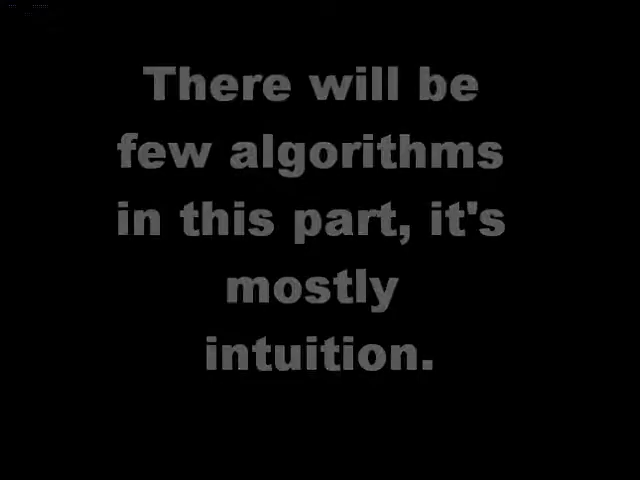 There will be
few algorithms
in this part, it's
mostly
intuition.